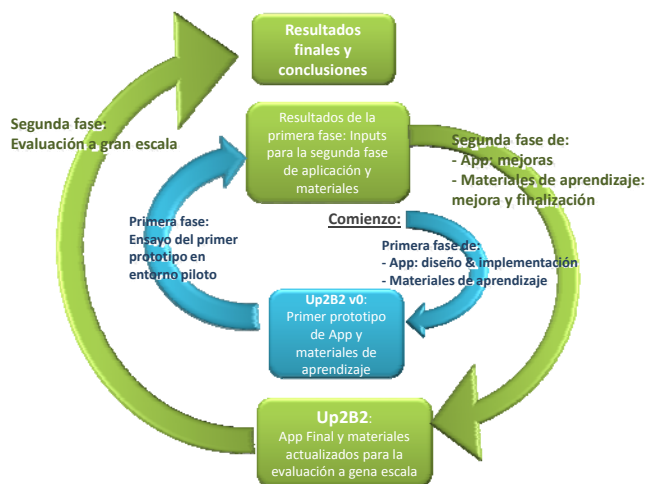 Resultados
finales y
conclusiones
Segunda fase:
Evaluación a gran escala
Resultados de la
primera fase: Inputs
para la segunda fase
de aplicación y
materiales
Segunda fase de:
- App: mejoras
- Materiales de aprendizaje:
mejora y finalización
Comienzo:
Primera fase:
Ensayo del primer
prototipo en
entorno piloto
Primera fase de:
- App: diseño & implementación
- Materiales de aprendizaje
Up2B2 v0:
Primer prototipo
de App y
materiales de
aprendizaje
Up2B2:
App Final y materiales
actualizados para la
evaluación a gena escala